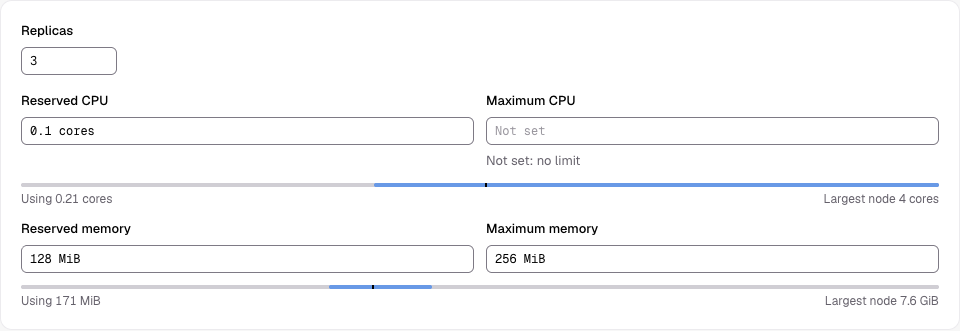 Replicas
3
Reserved CPU
Maximum CPU
0.1 cores
Not set
Not set: no limit
Using 0.21 cores
Largest node 4 cores
Reserved memory
Maximum memory
128 MiB
256 MiB
Using 171 MiB
Largest node 7.6 GiB